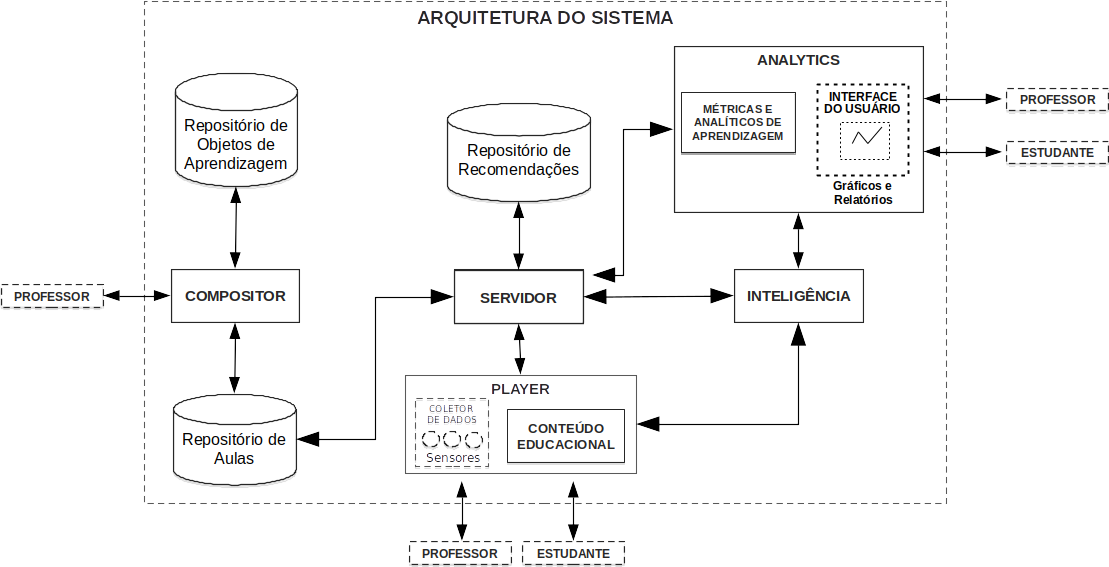 ARQUITETURA DO SISTEMA
Repositório de
Objetos de
Aprendizagem
Repositório de
Recomendações
ANALYTICS
MÉTRICAS E
ANALÍTICOS DE
APRENDIZAGEM
INTERFACE
DO USUÁRIO
Gráficos e
Relatórios
PROFESSOR
ESTUDANTE
PROFESSOR
COMPOSITOR
SERVIDOR
INTELIGÊNCIA
Repositório de
Aulas
PLAYER
COLETOR
DE DADOS
Sensores
CONTEÚDO
EDUCACIONAL
PROFESSOR
ESTUDANTE